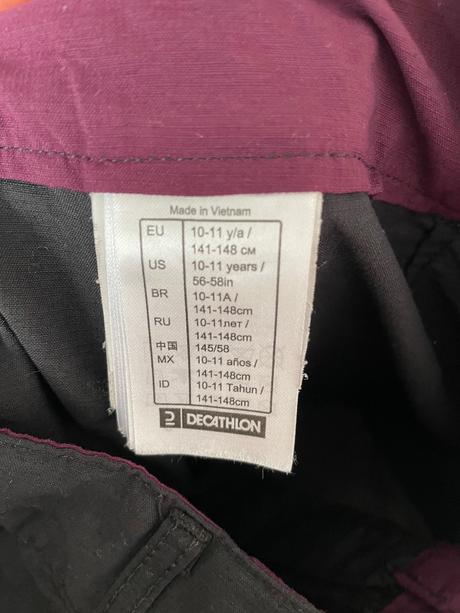 Made in Vietnam
EU 10-11 y/a /
141-148 см
US 10-11 years /
56-58in
BR 10-11A /
141-148cm
RU 10-11лет /
141-148cm
中国 145/58
MX 10-11 años /
141-148cm
ID 10-11 Tahun /
141-148cm
DECATHLON